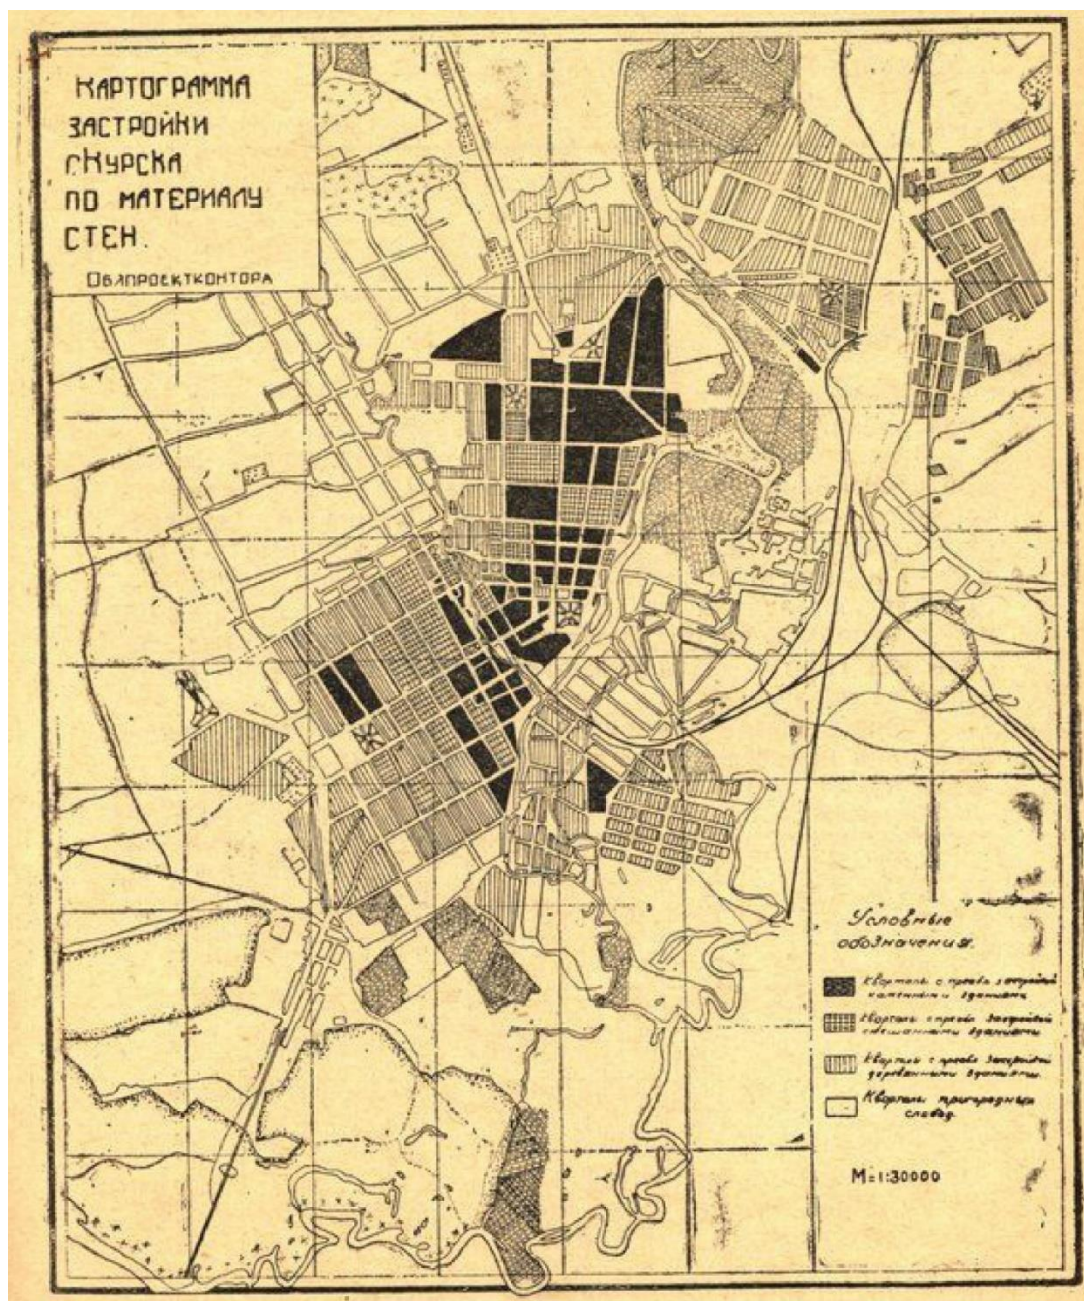 КАРТОГРАММА
ЗАСТРОЙКИ
Г.КУРСКА
ПО МАТЕРИАЛУ
СТЕН.
ОБЛПРОЕКТКОНТОРА
Условные
обозначения.
Кварталы с преобл застройкой
каменными зданиями
Кварталы с преобл застройкой
смешанными зданиями
Кварталы с преобл застройкой
деревянными зданиями.
Кварталы пригородных
слобод.
М=1:30000